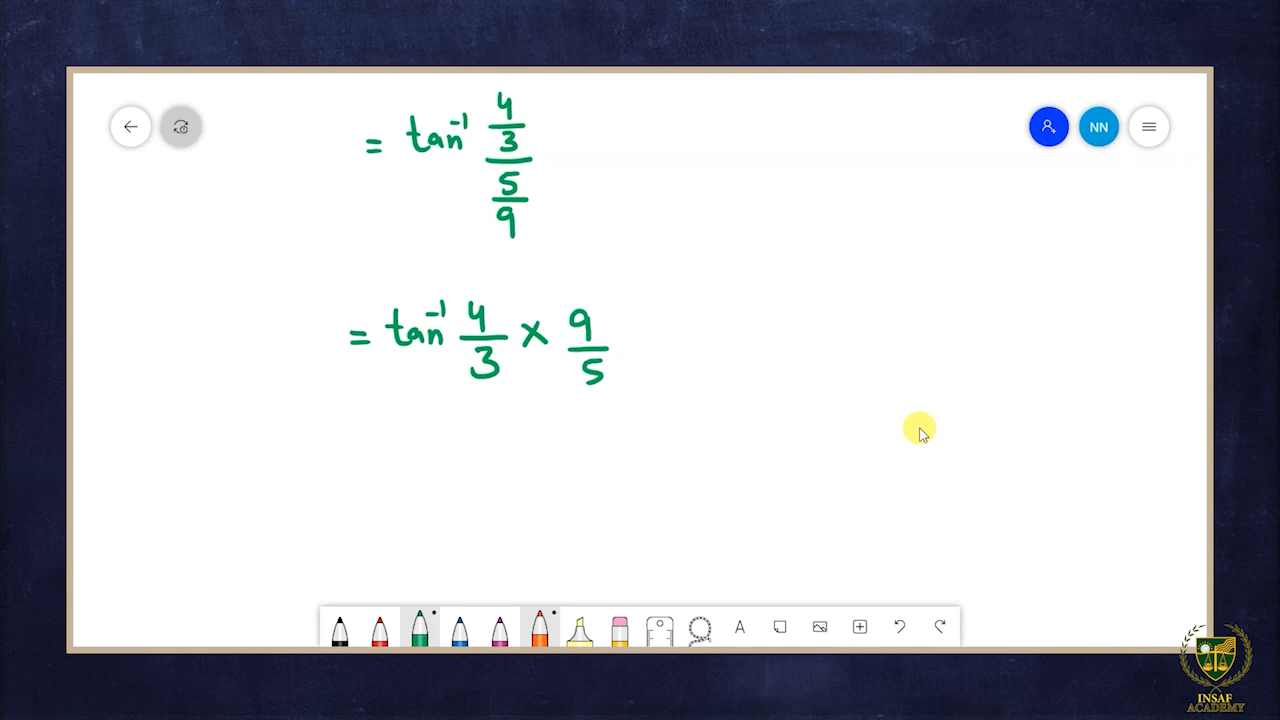 NN
= tan⁻¹ 4/3 / 5/9
= tan⁻¹ 4/3 × 9/5
A
INSAF
ACADEMY